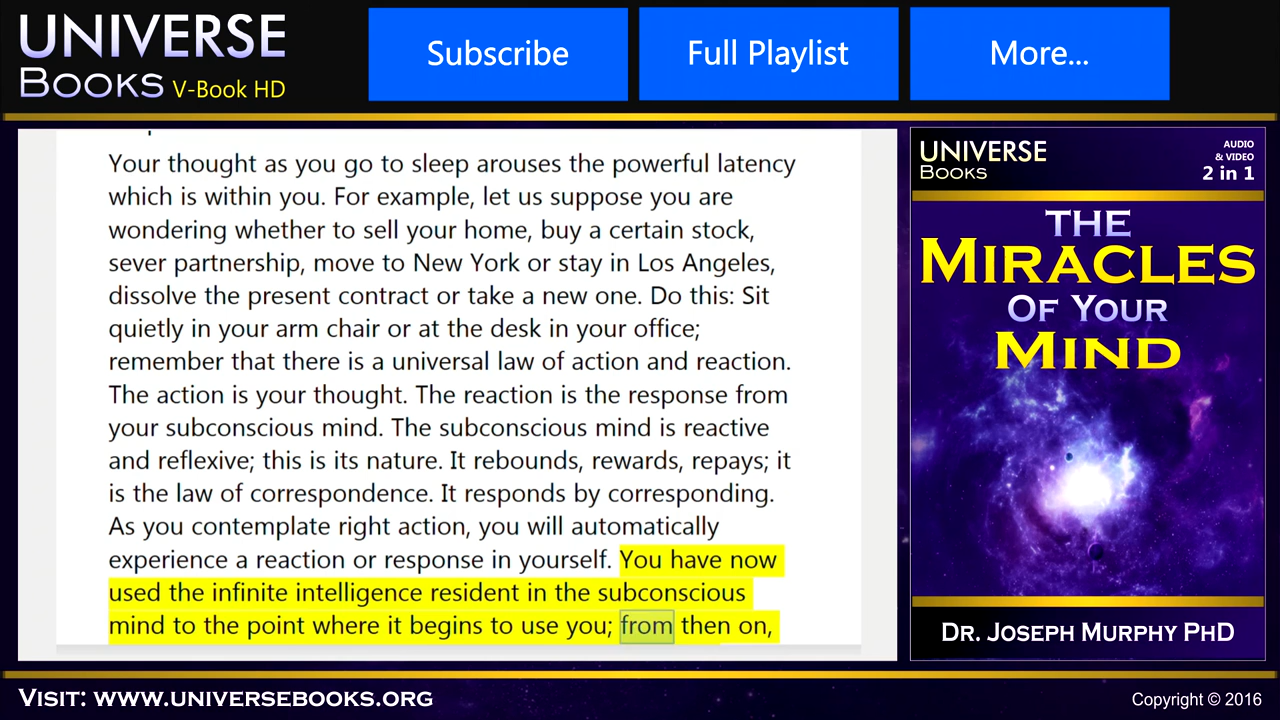 UNIVERSE
BOOKS V-Book HD
Subscribe
Full Playlist
More...
Your thought as you go to sleep arouses the powerful latency
which is within you. For example, let us suppose you are
wondering whether to sell your home, buy a certain stock,
sever partnership, move to New York or stay in Los Angeles,
dissolve the present contract or take a new one. Do this: Sit
quietly in your arm chair or at the desk in your office;
remember that there is a universal law of action and reaction.
The action is your thought. The reaction is the response from
your subconscious mind. The subconscious mind is reactive
and reflexive; this is its nature. It rebounds, rewards, repays; it
is the law of correspondence. It responds by corresponding.
As you contemplate right action, you will automatically
experience a reaction or response in yourself. You have now
used the infinite intelligence resident in the subconscious
mind to the point where it begins to use you; from then on,
UNIVERSE
BOOKS
AUDIO
& VIDEO
2 in 1
THE
MIRACLES
OF YOUR
MIND
DR. JOSEPH MURPHY PHD
VISIT: WWW.UNIVERSEBOOKS.ORG
Copyright © 2016